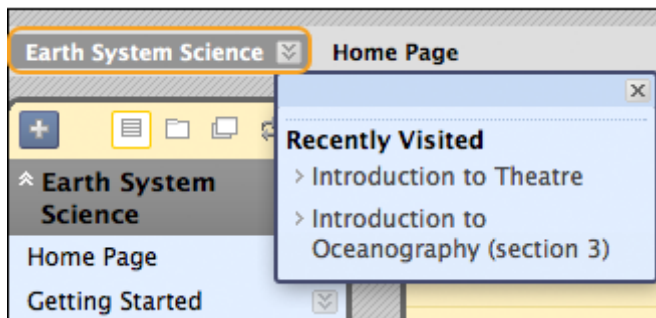 Earth System Science
Home Page
Recently Visited
Introduction to Theatre
Introduction to
Oceanography (section 3)
Earth System
Science
Home Page
Getting Started